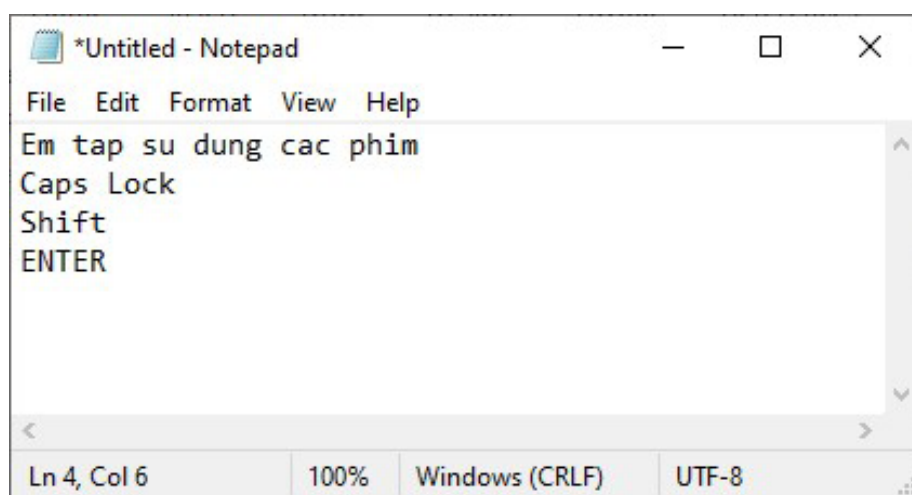 *Untitled - Notepad
File Edit Format View Help
Em tap su dung cac phim
Caps Lock
Shift
ENTER
Ln 4, Col 6 100% Windows (CRLF) UTF-8